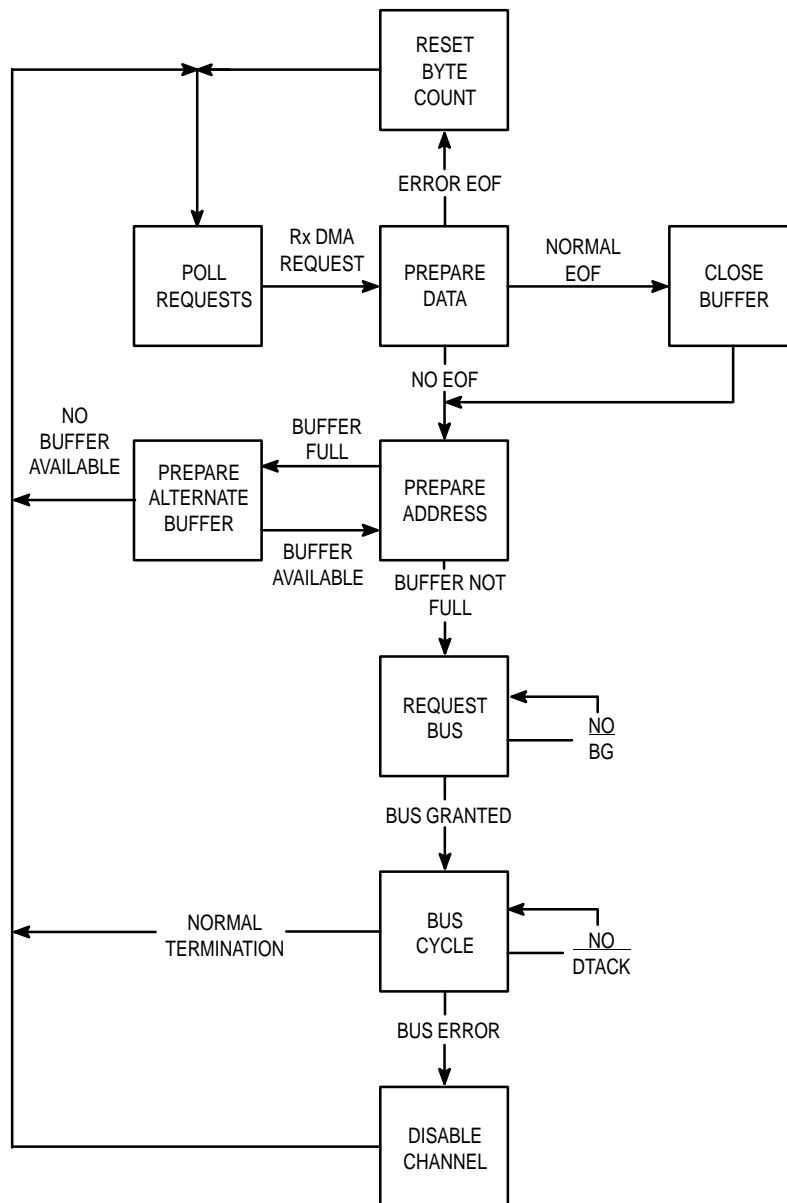 RESET
BYTE
COUNT
ERROR EOF
Rx DMA
REQUEST
NORMAL
EOF
POLL
REQUESTS
PREPARE
DATA
CLOSE
BUFFER
NO EOF
NO
BUFFER
AVAILABLE
BUFFER
FULL
PREPARE
ALTERNATE
BUFFER
PREPARE
ADDRESS
BUFFER
AVAILABLE
BUFFER NOT
FULL
REQUEST
BUS
NO
BG
BUS GRANTED
NORMAL
TERMINATION
BUS
CYCLE
NO
DTACK
BUS ERROR
DISABLE
CHANNEL